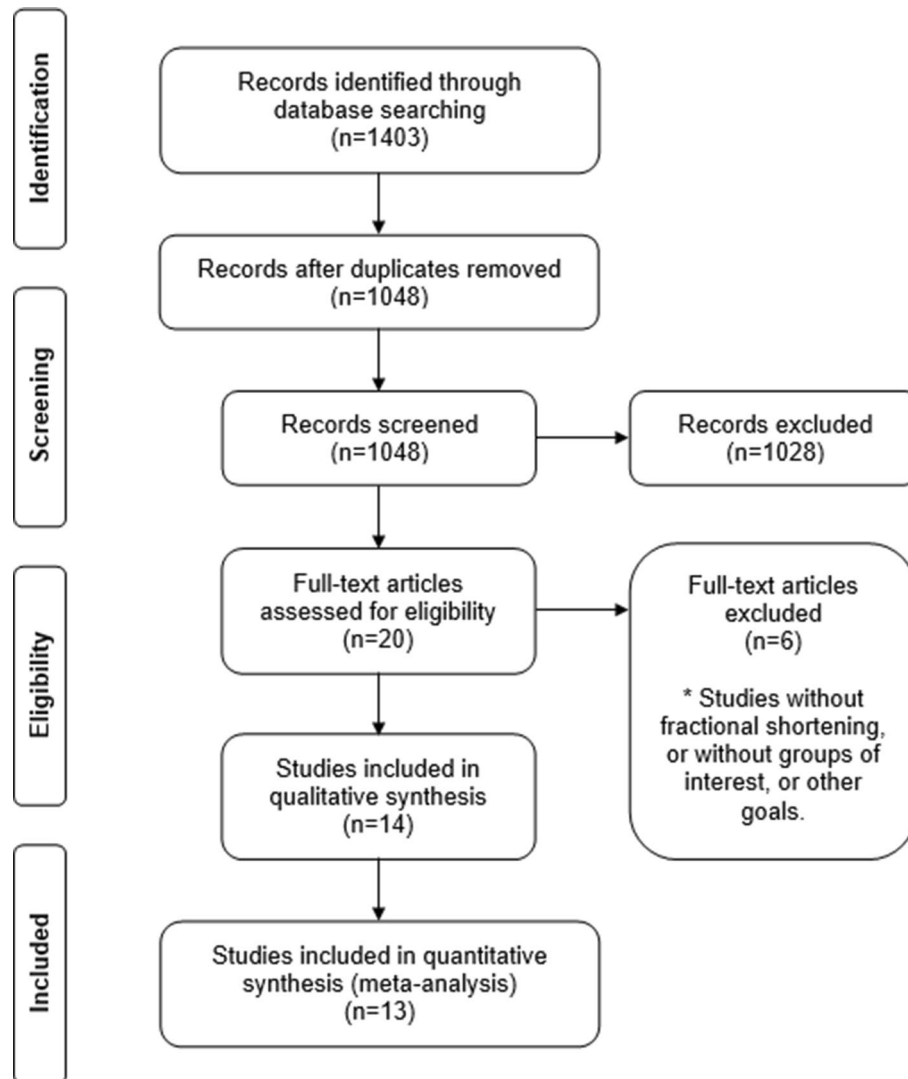 Identification
Records identified through
database searching
(n=1403)
Records after duplicates removed
(n=1048)
Screening
Records screened
(n=1048)
Records excluded
(n=1028)
Eligibility
Full-text articles
assessed for eligibility
(n=20)
Full-text articles
excluded
(n=6)
* Studies without
fractional shortening,
or without groups of
interest, or other
goals.
Studies included in
qualitative synthesis
(n=14)
Included
Studies included in quantitative
synthesis (meta-analysis)
(n=13)